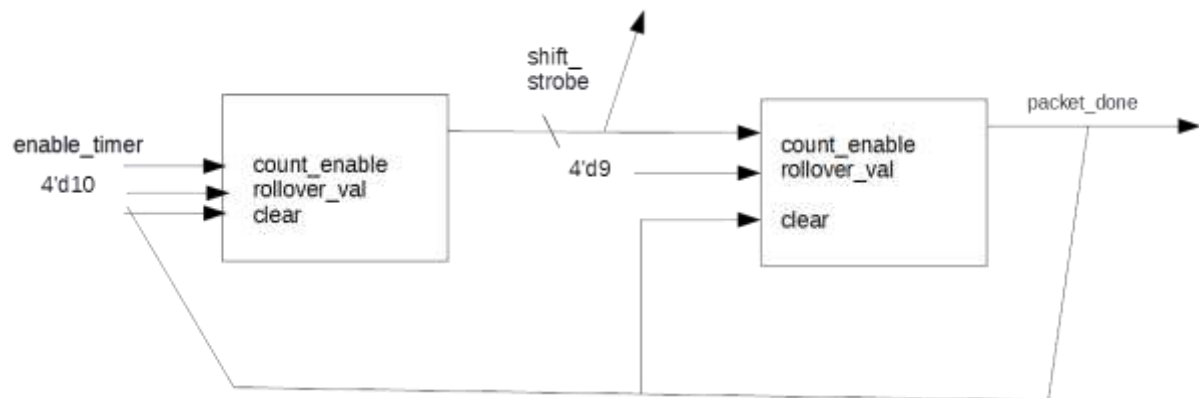 shift_
strobe
packet_done
enable_timer
4'd10
count_enable
rollover_val
clear
4'd9
count_enable
rollover_val
clear